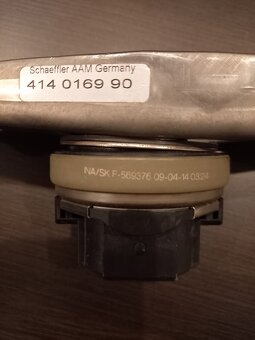 Schaeffler AAM Germany
414 0169 90
NA/SK F-569376 09-04-14 0324